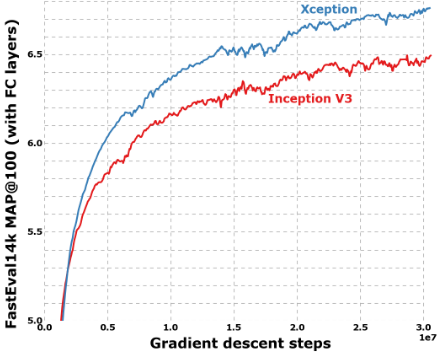 Xception
Inception V3
FastEval14k MAP@100 (with FC layers)
6.5
6.0
5.5
5.0
0.0 0.5 1.0 1.5 2.0 2.5 3.0
1e7
Gradient descent steps